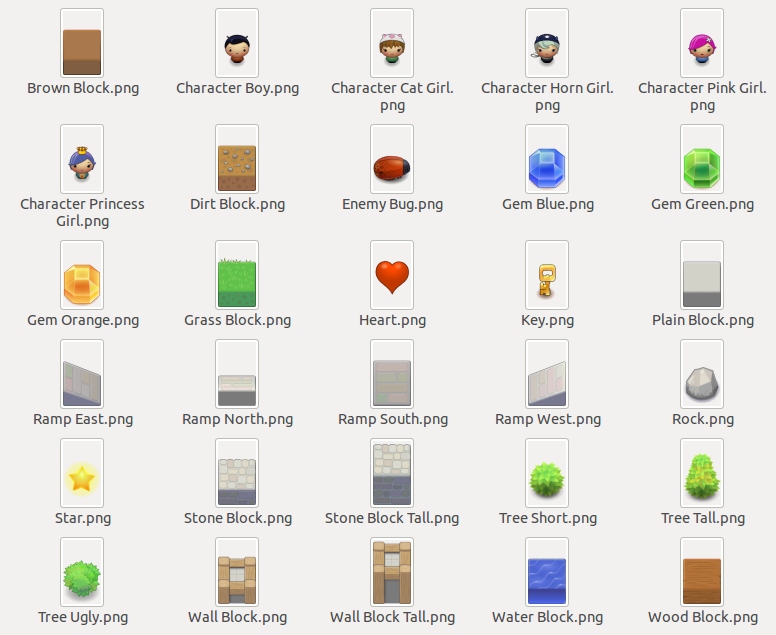 Brown Block.png
Character Boy.png
Character Cat Girl.
png
Character Horn Girl.
png
Character Pink Girl.
png
Character Princess
Girl.png
Dirt Block.png
Enemy Bug.png
Gem Blue.png
Gem Green.png
Gem Orange.png
Grass Block.png
Heart.png
Key.png
Plain Block.png
Ramp East.png
Ramp North.png
Ramp South.png
Ramp West.png
Rock.png
Star.png
Stone Block.png
Stone Block Tall.png
Tree Short.png
Tree Tall.png
Tree Ugly.png
Wall Block.png
Wall Block Tall.png
Water Block.png
Wood Block.png